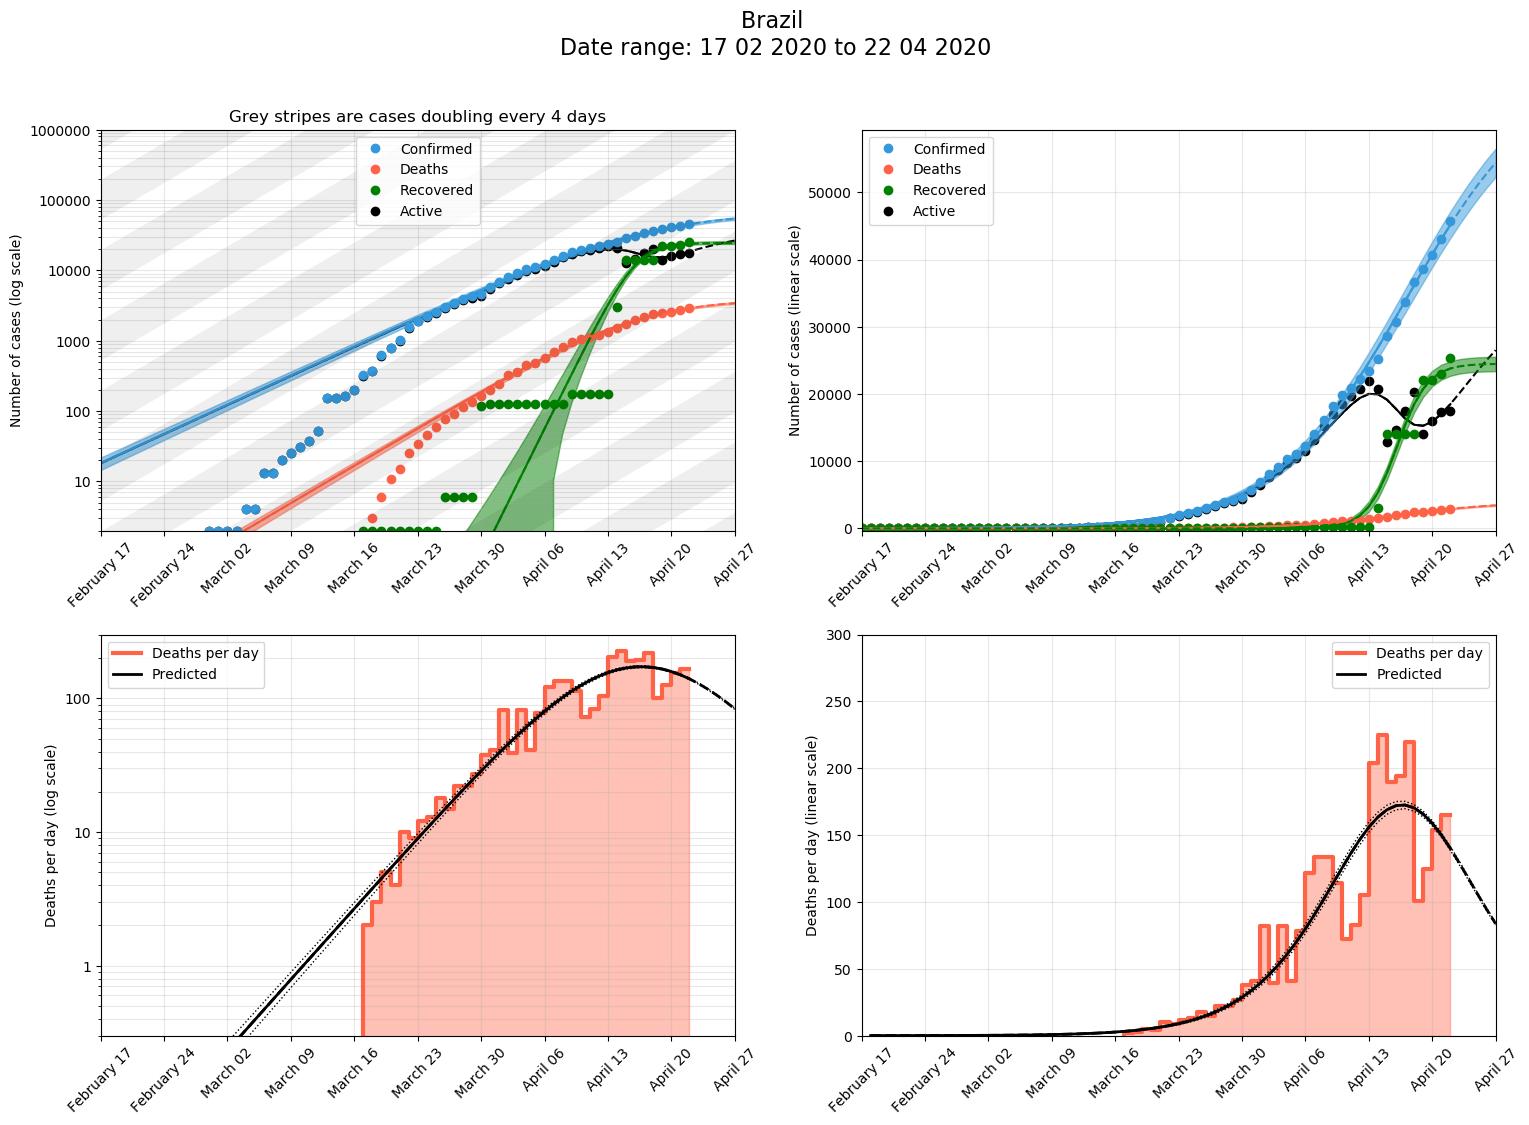 Brazil
Date range: 17 02 2020 to 22 04 2020
Grey stripes are cases doubling every 4 days
Number of cases (log scale)
1000000
100000
10000
1000
100
10
Confirmed
Deaths
Recovered
Active
February 17
February 24
March 02
March 09
March 16
March 23
March 30
April 06
April 13
April 20
April 27
Number of cases (linear scale)
50000
40000
30000
20000
10000
0
Confirmed
Deaths
Recovered
Active
February 17
February 24
March 02
March 09
March 16
March 23
March 30
April 06
April 13
April 20
April 27
Deaths per day (log scale)
100
10
1
Deaths per day
Predicted
February 17
February 24
March 02
March 09
March 16
March 23
March 30
April 06
April 13
April 20
April 27
Deaths per day (linear scale)
300
250
200
150
100
50
0
Deaths per day
Predicted
February 17
February 24
March 02
March 09
March 16
March 23
March 30
April 06
April 13
April 20
April 27